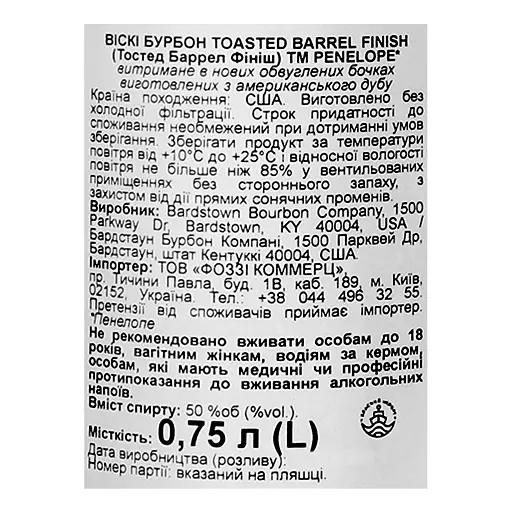 ВІСКІ БУРБОН TOASTED BARREL FINISH
(Тостед Баррел Фініш) ТМ PENELOPE*
витримане в нових обвуглених бочках
виготовлених з американського дубу
Країна походження: США. Виготовлено без
холодної фільтрації. Строк придатності до
споживання необмежений при дотриманні умов
зберігання. Зберігати продукт за температури
повітря від +10°С до +25°С і відносної вологості
повітря не більше ніж 85% у вентильованих
приміщеннях без стороннього запаху, з
захистом від дії прямих сонячних променів.
Виробник: Bardstown Bourbon Company, 1500
Parkway Dr, Bardstown, KY 40004, USA /
Бардстаун Бурбон Компані, 1500 Парквей Др,
Бардстаун, штат Кентуккі 40004, США.
Імпортер: ТОВ «ФОЗЗІ КОММЕРЦ»,
пр. Тичини Павла, буд. 1В, каб. 189, м. Київ,
02152, Україна. Тел.: +38 044 496 32 55.
Претензії від споживачів приймає імпортер.
*Пенелопе
Не рекомендовано вживати особам до 18
років, вагітним жінкам, водіям за кермом,
особам, які мають медичні чи професійні
протипоказання до вживання алкогольних
напоїв.
Вміст спирту: 50 %об (%vol.).
Місткість: 0,75 л (L)
Дата виробництва (розливу):
Номер партії: вказаний на пляшці.